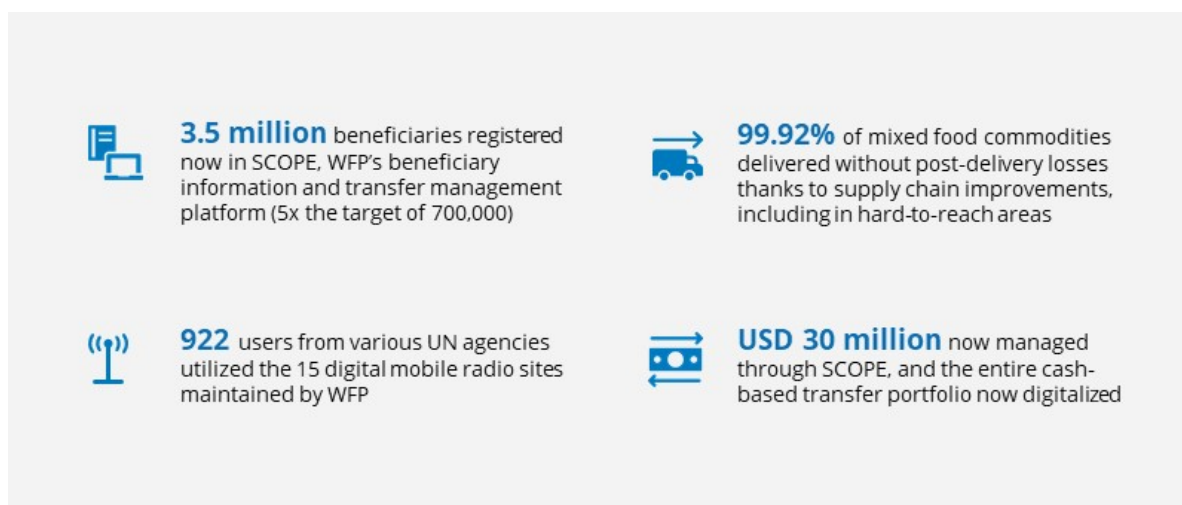 3.5 million beneficiaries registered
now in SCOPE, WFP's beneficiary
information and transfer management
platform (5x the target of 700,000)
99.92% of mixed food commodities
delivered without post-delivery losses
thanks to supply chain improvements,
including in hard-to-reach areas
922 users from various UN agencies
utilized the 15 digital mobile radio sites
maintained by WFP
USD 30 million now managed
through SCOPE, and the entire cash-
based transfer portfolio now digitalized